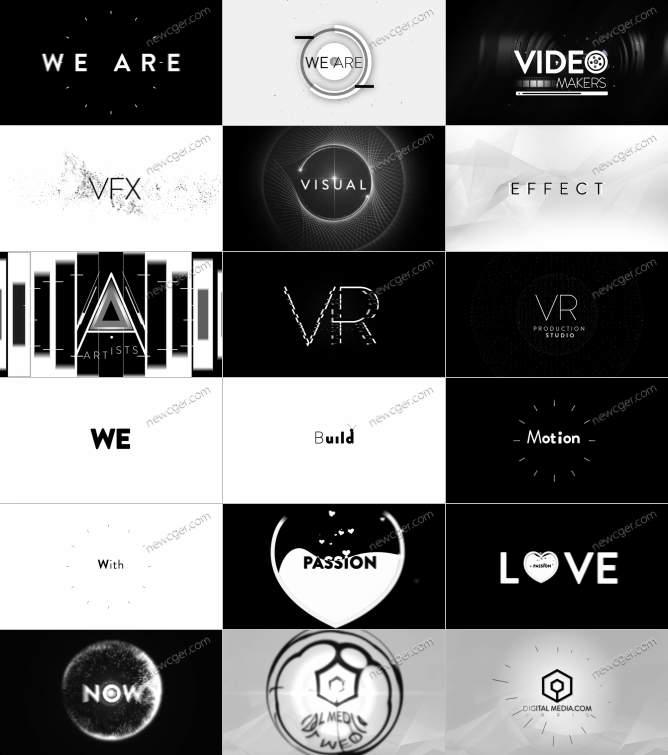 WE ARE
newcger.com
WE ARE
newcger.com
VIDEO
MAKERS
newcger.com
VFX
newcger.com
VISUAL
newcger.com
EFFECT
newcger.com
ARTISTS
newcger.com
VR
newcger.com
VR
PRODUCTION
STUDIO
newcger.com
WE
newcger.com
Build
newcger.com
Motion
newcger.com
With
newcger.com
PASSION
newcger.com
LOVE
PASSION
newcger.com
NOW
newcger.com
AL MEDIA
newcger.com
DIGITAL MEDIA.COM
newcger.com